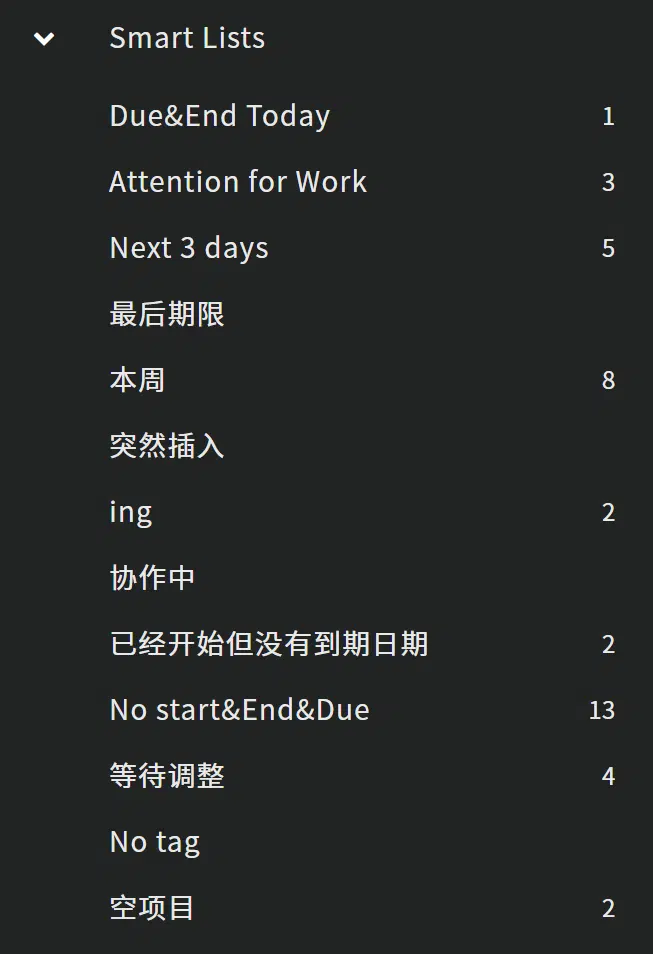 Smart Lists
Due&End Today 1
Attention for Work 3
Next 3 days 5
最后期限
本周 8
突然插入
ing 2
协作中
已经开始但没有到期日期 2
No start&End&Due 13
等待调整 4
No tag
空项目 2